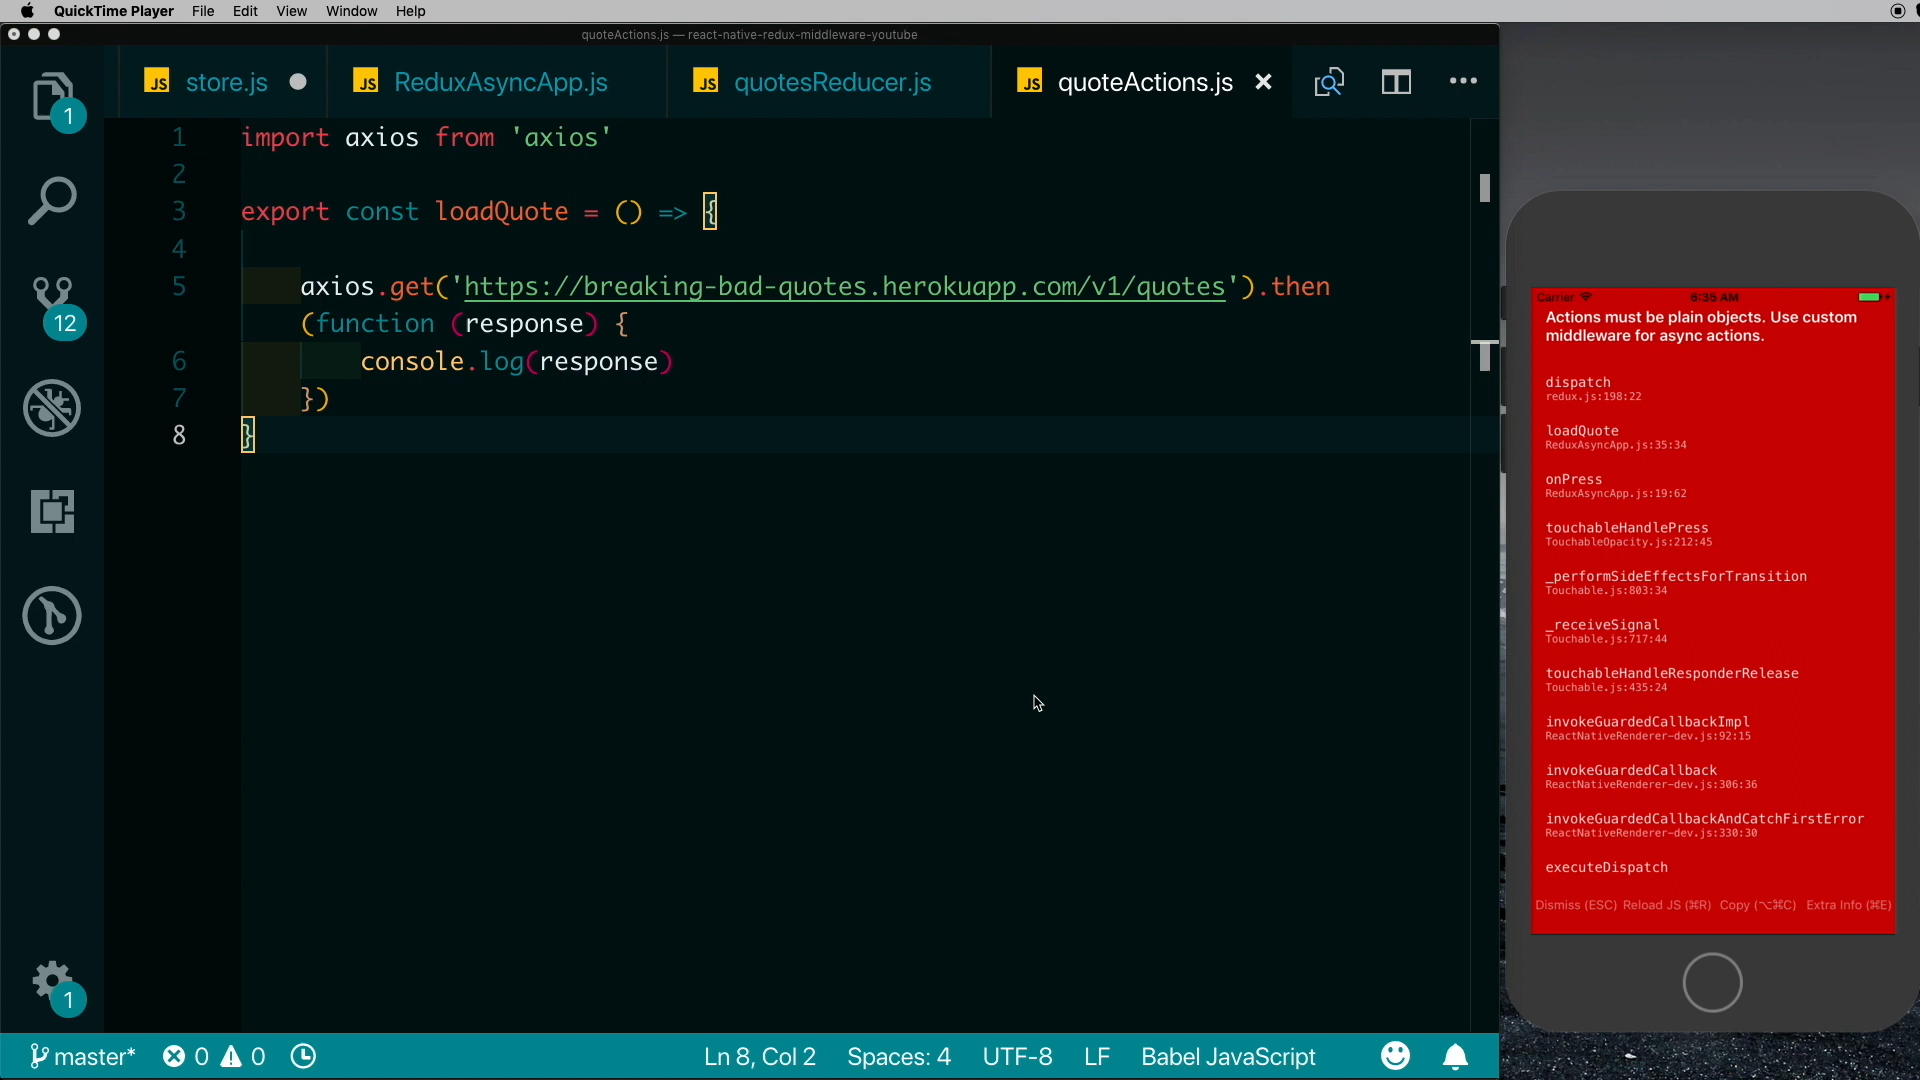 QuickTime Player File Edit View Window Help
quoteActions.js — react-native-redux-middleware-youtube
JS store.js JS ReduxAsyncApp.js JS quotesReducer.js JS quoteActions.js
1 import axios from 'axios'
2
3 export const loadQuote = () => {
4
5 axios.get('https://breaking-bad-quotes.herokuapp.com/v1/quotes').then
(function (response) {
6 console.log(response)
7 })
8 }
1
12
1
master* 0 0 Ln 8, Col 2 Spaces: 4 UTF-8 LF Babel JavaScript
Carrier 6:35 AM
Actions must be plain objects. Use custom
middleware for async actions.
dispatch
redux.js:198:22
loadQuote
ReduxAsyncApp.js:35:34
onPress
ReduxAsyncApp.js:19:62
touchableHandlePress
TouchableOpacity.js:212:45
_performSideEffectsForTransition
Touchable.js:803:34
_receiveSignal
Touchable.js:717:44
touchableHandleResponderRelease
Touchable.js:435:24
invokeGuardedCallbackImpl
ReactNativeRenderer-dev.js:92:15
invokeGuardedCallback
ReactNativeRenderer-dev.js:306:36
invokeGuardedCallbackAndCatchFirstError
ReactNativeRenderer-dev.js:330:30
executeDispatch
Dismiss (ESC) Reload JS (⌘R) Copy (⌥⌘C) Extra Info (⌘E)